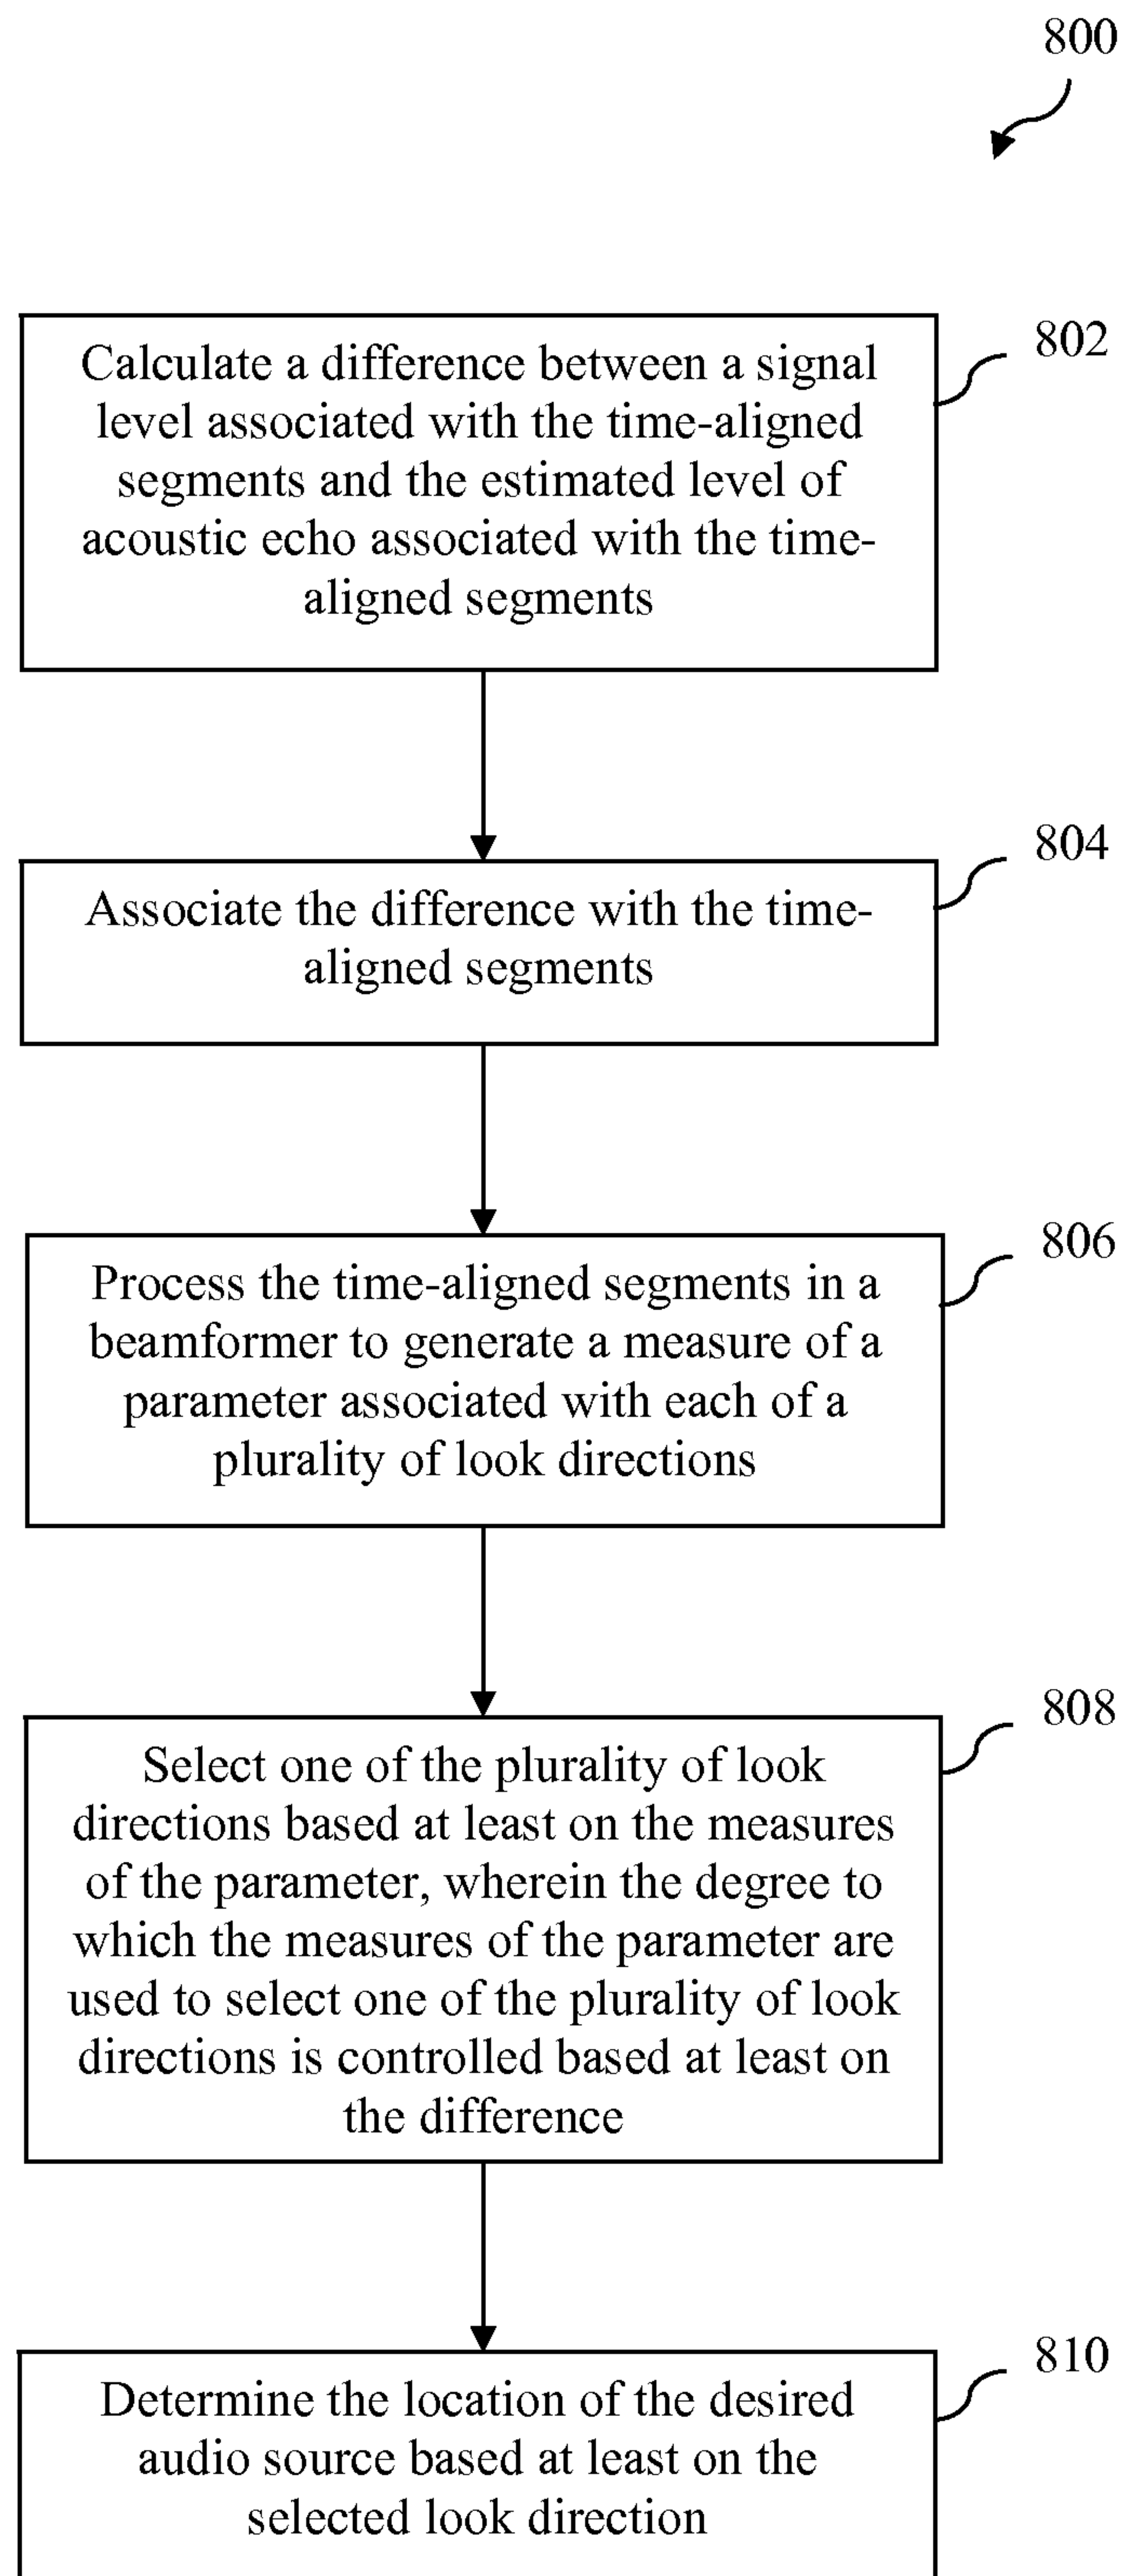 800
802
Calculate a difference between a signal
level associated with the time-aligned
segments and the estimated level of
acoustic echo associated with the time-
aligned segments
804
Associate the difference with the time-
aligned segments
806
Process the time-aligned segments in a
beamformer to generate a measure of a
parameter associated with each of a
plurality of look directions
808
Select one of the plurality of look
directions based at least on the measures
of the parameter, wherein the degree to
which the measures of the parameter are
used to select one of the plurality of look
directions is controlled based at least on
the difference
810
Determine the location of the desired
audio source based at least on the
selected look direction